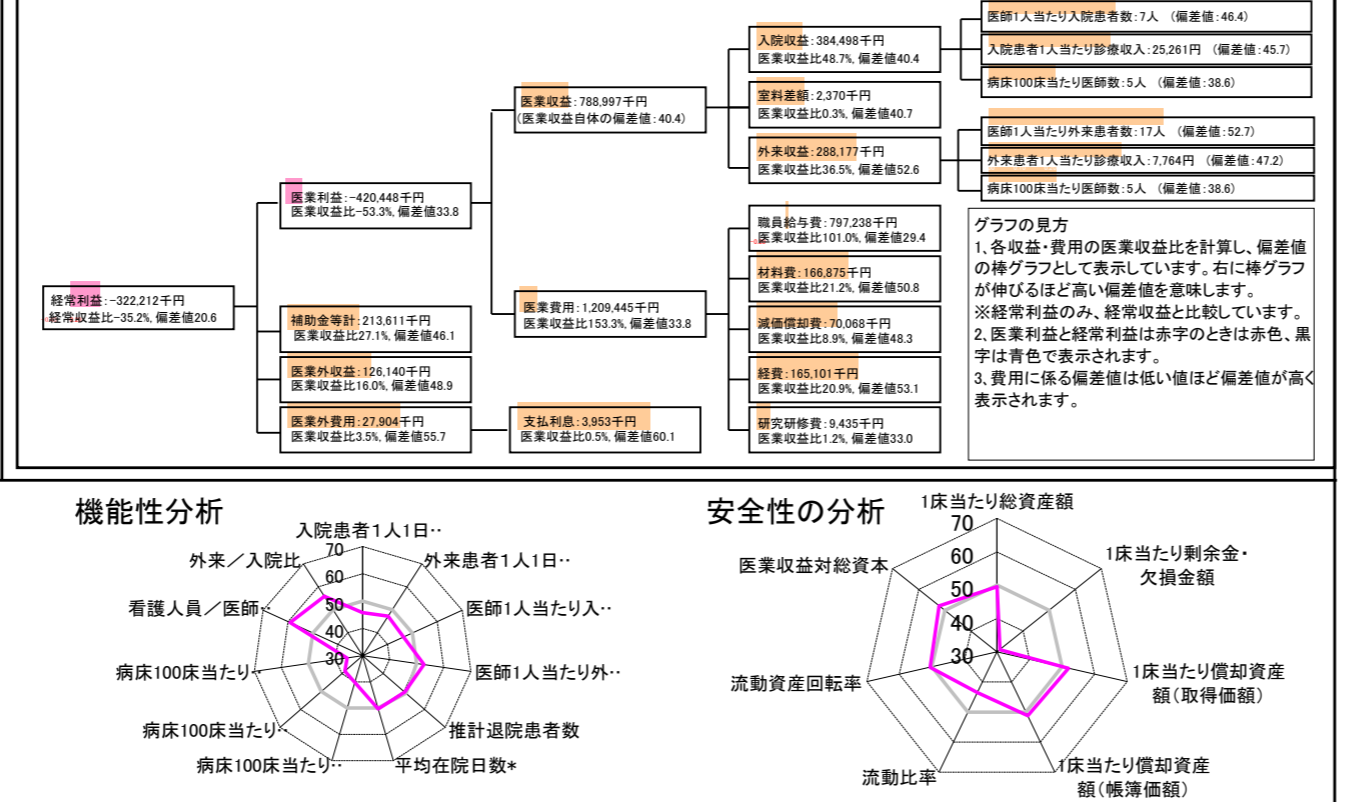 医師1人当たり入院患者数:7人 (偏差値:46.4)
入院収益:384,498千円
医業収益比48.7%, 偏差値40.4
入院患者1人当たり診療収入:25,261円 (偏差値:45.7)
病床100床当たり医師数:5人 (偏差値:38.6)
医業収益:788,997千円
(医業収益自体の偏差値:40.4)
室料差額:2,370千円
医業収益比0.3%, 偏差値40.7
医師1人当たり外来患者数:17人 (偏差値:52.7)
外来収益:288,177千円
医業収益比36.5%, 偏差値52.6
外来患者1人当たり診療収入:7,764円 (偏差値:47.2)
病床100床当たり医師数:5人 (偏差値:38.6)
医業利益:-420,448千円
医業収益比-53.3%, 偏差値33.8
職員給与費:797,238千円
医業収益比101.0%, 偏差値29.4
材料費:166,875千円
医業収益比21.2%, 偏差値50.8
経常利益:-322,212千円
経常収益比-35.2%, 偏差値20.6
医業費用:1,209,445千円
医業収益比153.3%, 偏差値33.8
補助金等計:213,611千円
医業収益比27.1%, 偏差値46.1
減価償却費:70,068千円
医業収益比8.9%, 偏差値48.3
医業外収益:126,140千円
医業収益比16.0%, 偏差値48.9
経費:165,101千円
医業収益比20.9%, 偏差値53.1
医業外費用:27,904千円
医業収益比3.5%, 偏差値55.7
支払利息:3,953千円
医業収益比0.5%, 偏差値60.1
研究研修費:9,435千円
医業収益比1.2%, 偏差値33.0
グラフの見方
1、各収益・費用の医業収益比を計算し、偏差値
の棒グラフとして表示しています。右に棒グラフ
が伸びるほど高い偏差値を意味します。
※経常利益のみ、経常収益と比較しています。
2、医業利益と経常利益は赤字のときは赤色、黒
字は青色で表示されます。
3、費用に係る偏差値は低い値ほど偏差値が高く
表示されます。
機能性分析
入院患者1人1日‥
外来患者1人1日‥
医師1人当たり入‥
医師1人当たり外‥
推計退院患者数
平均在院日数*
病床100床当たり‥
病床100床当たり‥
病床100床当たり‥
看護人員/医師‥
外来/入院比
70
60
50
40
30
安全性の分析
1床当たり総資産額
1床当たり剰余金・
欠損金額
1床当たり償却資産
額(取得価額)
1床当たり償却資産
額(帳簿価額)
流動比率
流動資産回転率
医業収益対総資本
70
60
50
40
30